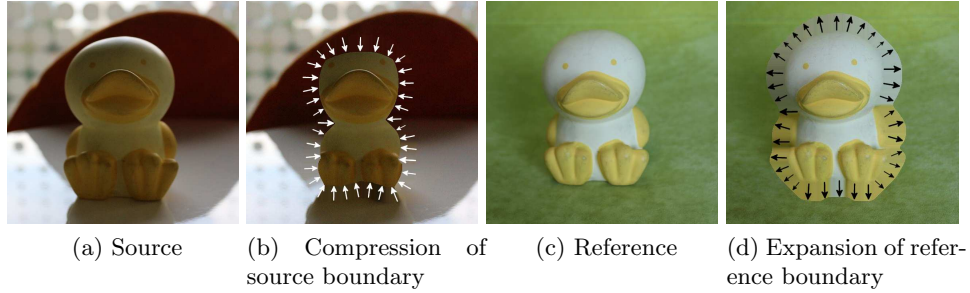 (a) Source
(b) Compression of
source boundary
(c) Reference
(d) Expansion of refer-
ence boundary